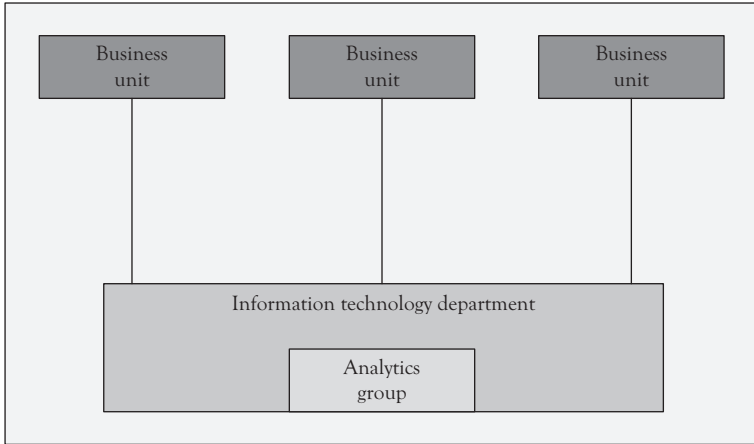 Business
unit
Business
unit
Business
unit
Information technology department
Analytics
group